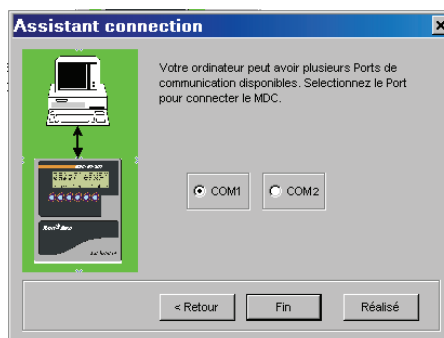 Assistant connection
Votre ordinateur peut avoir plusieurs Ports de
communication disponibles. Selectionnez le Port
pour connecter le MDC.
COM1 COM2
< Retour Fin Réalisé